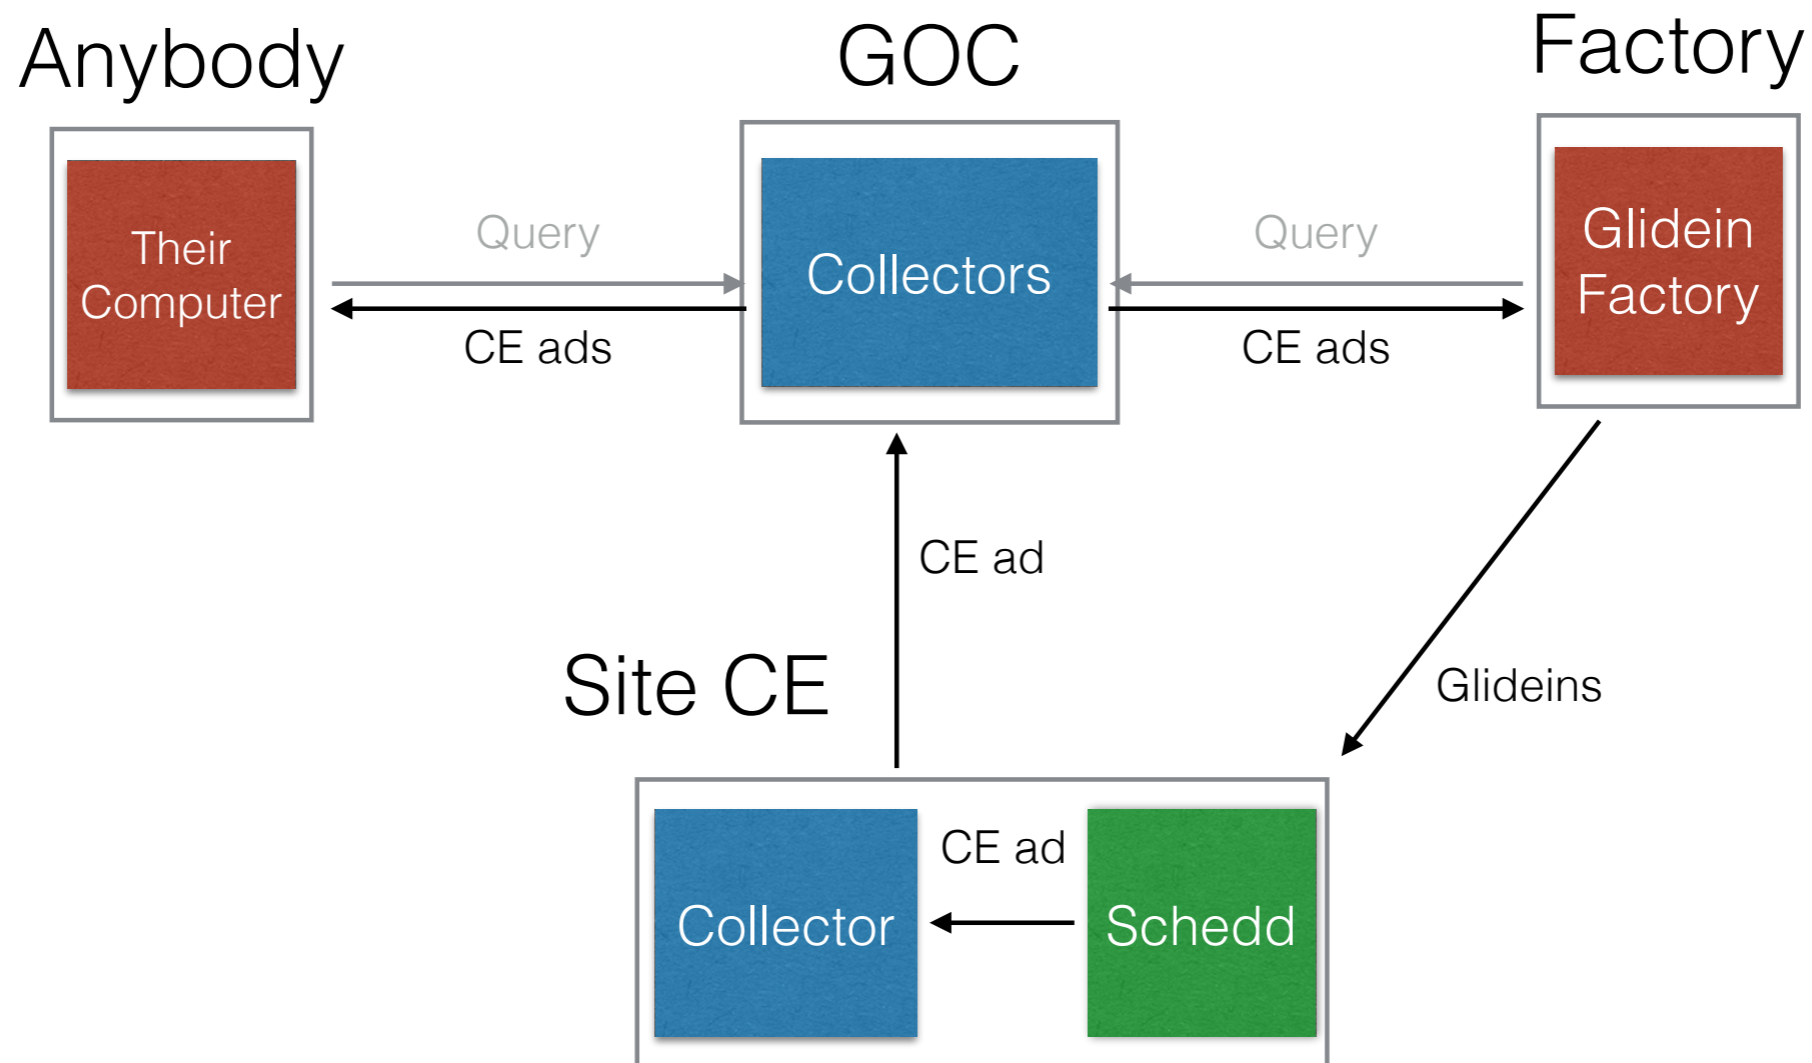 Anybody
GOC
Factory
Their
Computer
Query
CE ads
Collectors
Query
CE ads
Glidein
Factory
CE ad
Glideins
Site CE
Collector
CE ad
Schedd